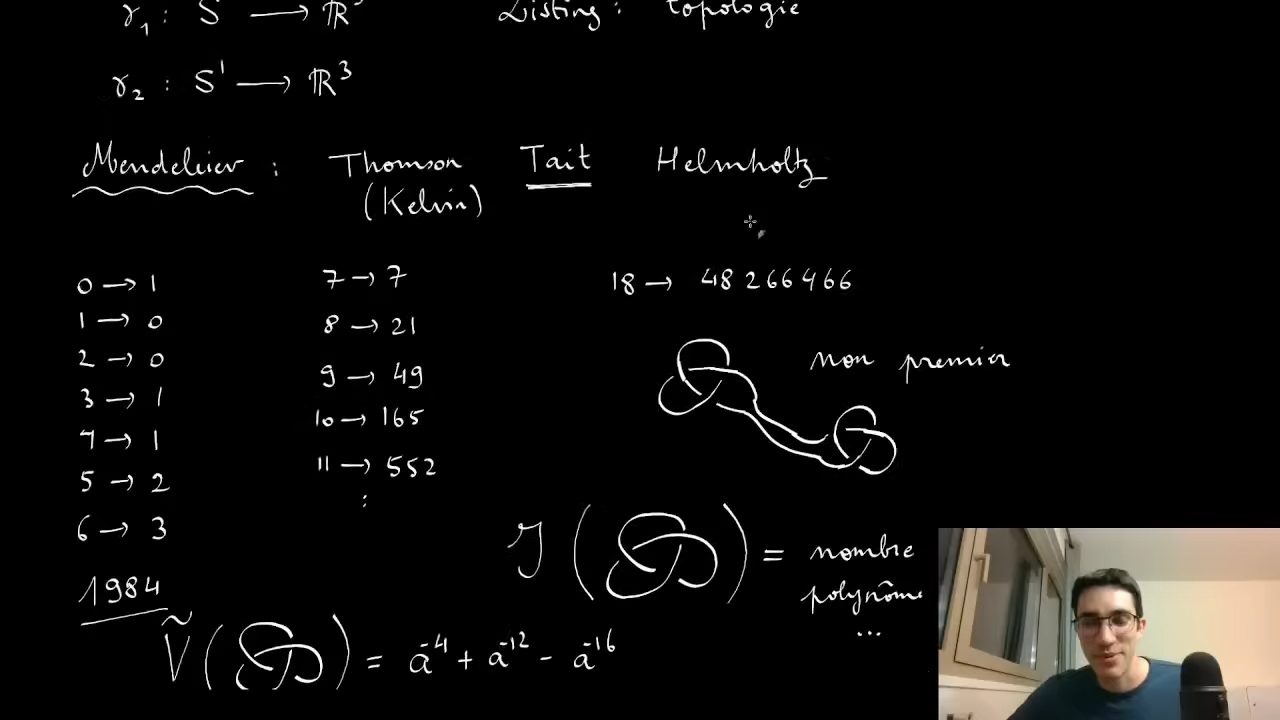 γ₁ : S → ℝ³ Listing : topologie
γ₂ : S¹ → ℝ³
Mendeleiev : Thomson Tait Helmholtz
(Kelvin)
0 → 1
1 → 0
2 → 0
3 → 1
4 → 1
5 → 2
6 → 3
7 → 7
8 → 21
9 → 49
10 → 165
11 → 552
:
18 → 48 266 466
non premier
J ( ) = nombre
polynôme
...
1984
Ṽ ( ) = a⁻⁴ + a⁻¹² - a⁻¹⁶